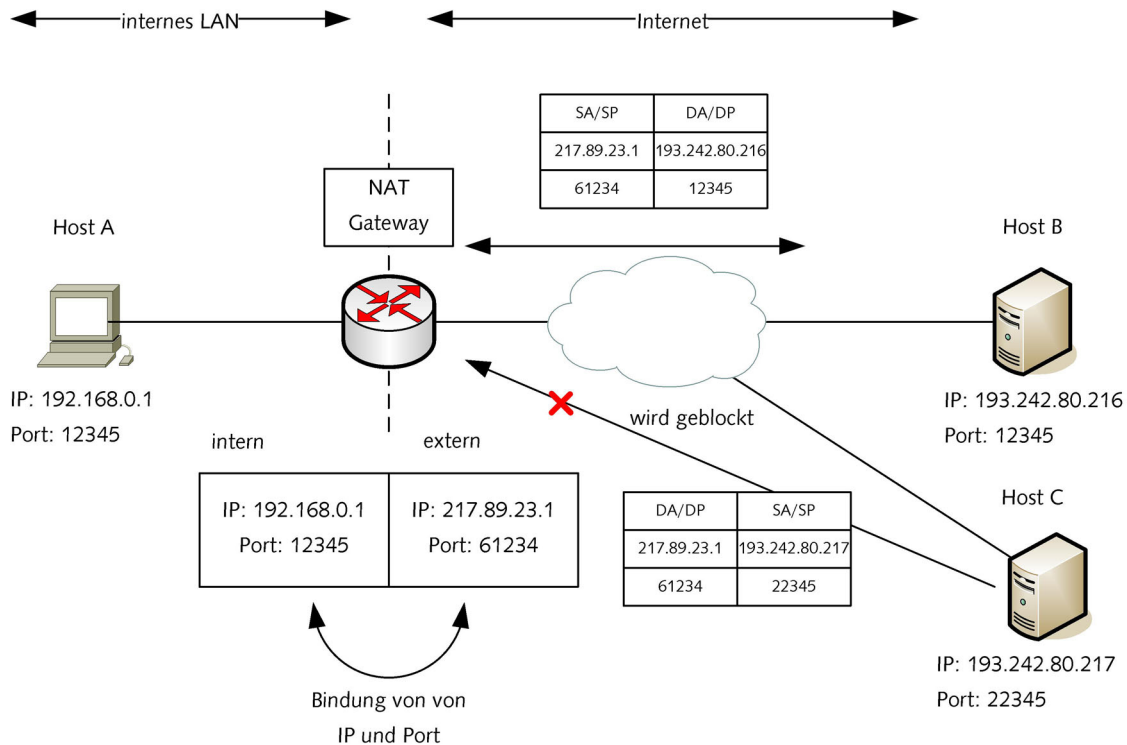 internes LAN
Internet
SA/SP
DA/DP
217.89.23.1
193.242.80.216
61234
12345
NAT
Gateway
Host A
Host B
IP: 192.168.0.1
Port: 12345
IP: 193.242.80.216
Port: 12345
wird geblockt
intern
extern
IP: 192.168.0.1
Port: 12345
IP: 217.89.23.1
Port: 61234
DA/DP
SA/SP
217.89.23.1
193.242.80.217
61234
22345
Host C
IP: 193.242.80.217
Port: 22345
Bindung von von
IP und Port